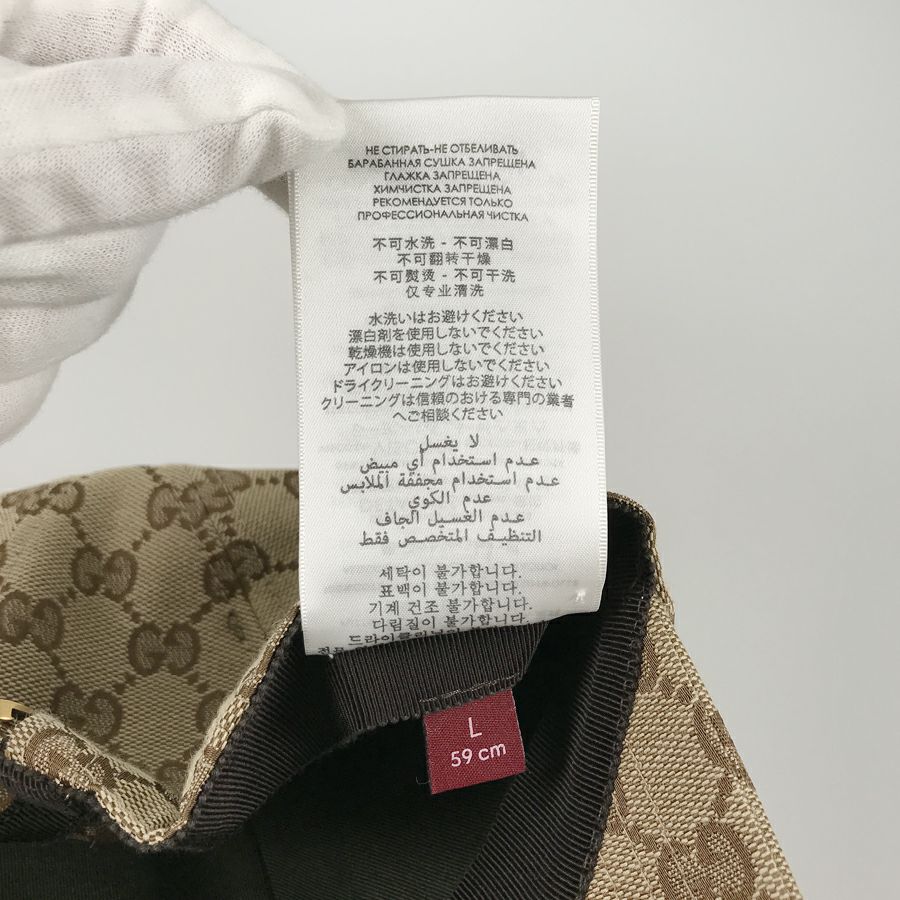 НЕ СТИРАТЬ-НЕ ОТБЕЛИВАТЬ
БАРАБАННАЯ СУШКА ЗАПРЕЩЕНА
ГЛАЖКА ЗАПРЕЩЕНА
ХИМЧИСТКА ЗАПРЕЩЕНА
РЕКОМЕНДУЕТСЯ ТОЛЬКО
ПРОФЕССИОНАЛЬНАЯ ЧИСТКА
不可水洗 - 不可漂白
不可翻转干燥
不可熨烫 - 不可干洗
仅专业清洗
水洗いはお避けください
漂白剤を使用しないでください
乾燥機は使用しないでください
アイロンは使用しないでください
ドライクリーニングはお避けください
クリーニングは信頼のおける専門の業者
へご相談ください
لا يغسل
عدم استخدام أي مبيض
عدم استخدام مجففة الملابس
عدم الكوي
عدم الغسيل الجاف
التنظيف المتخصص فقط
세탁이 불가합니다.
표백이 불가합니다.
기계 건조 불가합니다.
다림질이 불가합니다.
L
59 cm